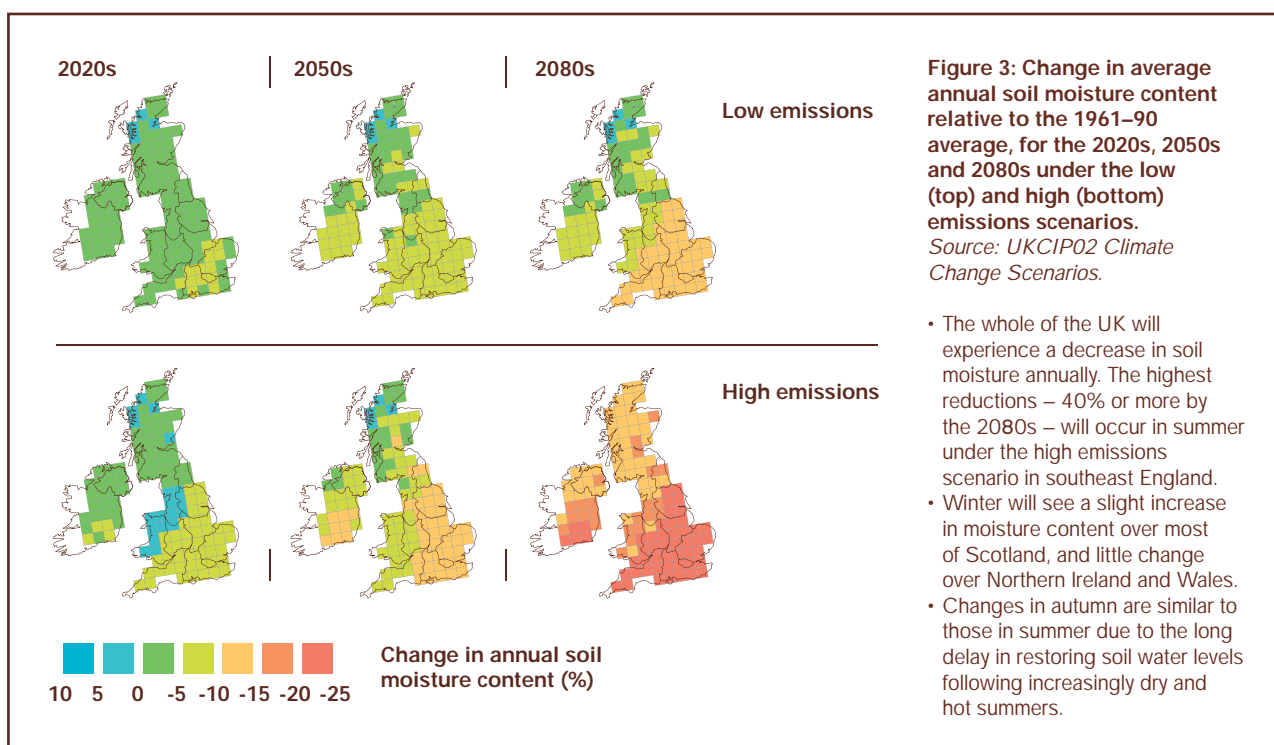 2020s
2050s
2080s
Low emissions
High emissions
10 5 0 -5 -10 -15 -20 -25
Change in annual soil
moisture content (%)
Figure 3: Change in average
annual soil moisture content
relative to the 1961–90
average, for the 2020s, 2050s
and 2080s under the low
(top) and high (bottom)
emissions scenarios.
Source: UKCIP02 Climate
Change Scenarios.
• The whole of the UK will
experience a decrease in soil
moisture annually. The highest
reductions – 40% or more by
the 2080s – will occur in summer
under the high emissions
scenario in southeast England.
• Winter will see a slight increase
in moisture content over most
of Scotland, and little change
over Northern Ireland and Wales.
• Changes in autumn are similar to
those in summer due to the long
delay in restoring soil water levels
following increasingly dry and
hot summers.